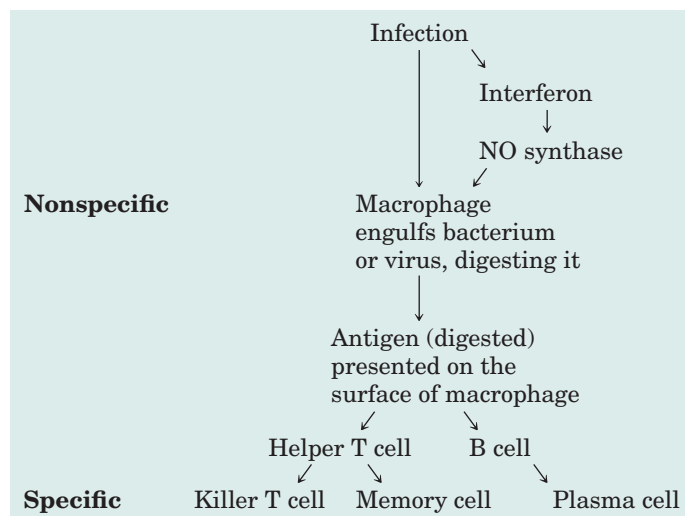 Infection
Interferon
NO synthase
Nonspecific
Macrophage
engulfs bacterium
or virus, digesting it
Antigen (digested)
presented on the
surface of macrophage
Helper T cell
B cell
Specific
Killer T cell
Memory cell
Plasma cell